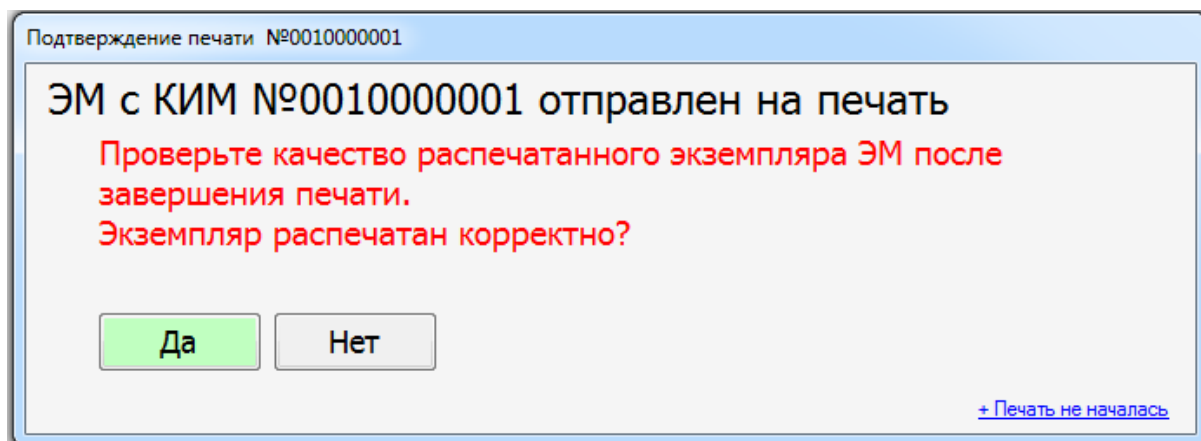 Подтверждение печати №0010000001
ЭМ с КИМ №0010000001 отправлен на печать
Проверьте качество распечатанного экземпляра ЭМ после
завершения печати.
Экземпляр распечатан корректно?
Да Нет
+ Печать не началась